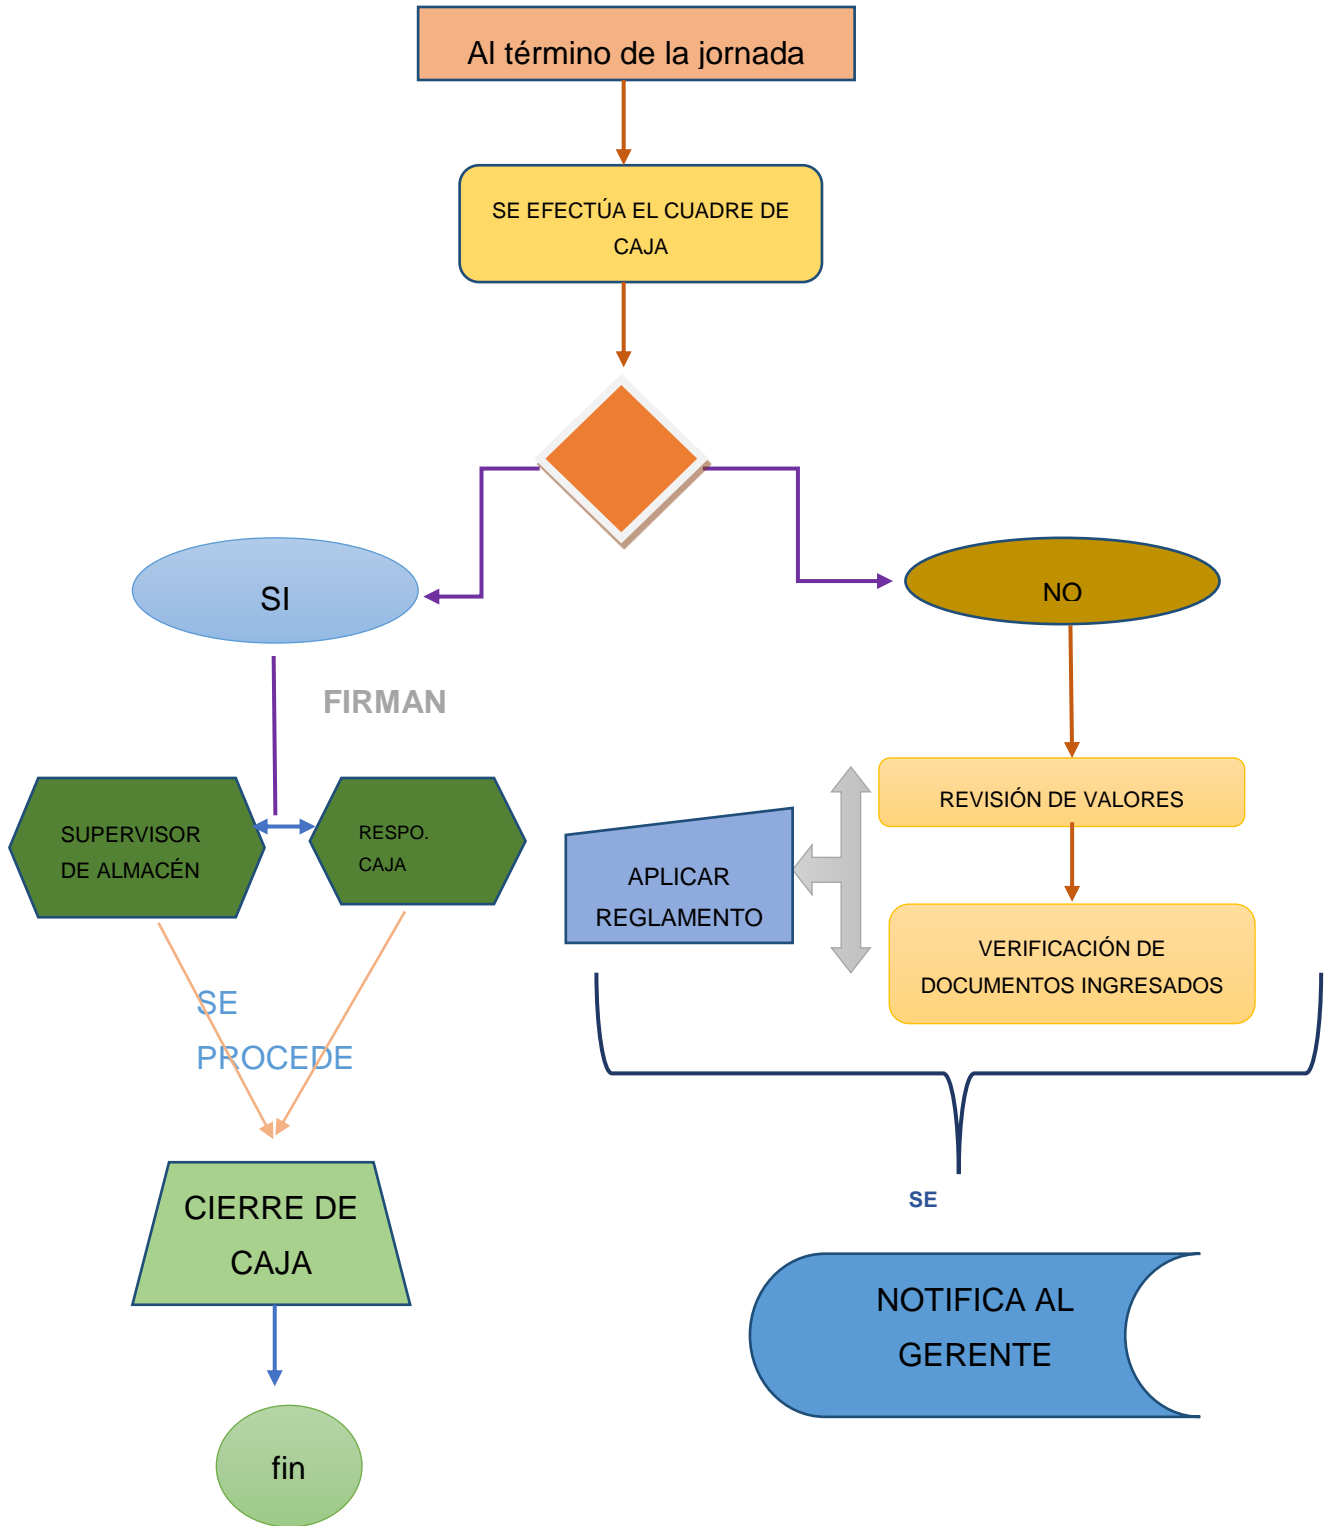 Al término de la jornada
SE EFECTÚA EL CUADRE DE
CAJA
SI
NO
FIRMAN
SUPERVISOR
DE ALMACÉN
RESPO.
CAJA
REVISIÓN DE VALORES
APLICAR
REGLAMENTO
VERIFICACIÓN DE
DOCUMENTOS INGRESADOS
SE
PROCEDE
CIERRE DE
CAJA
SE
NOTIFICA AL
GERENTE
fin